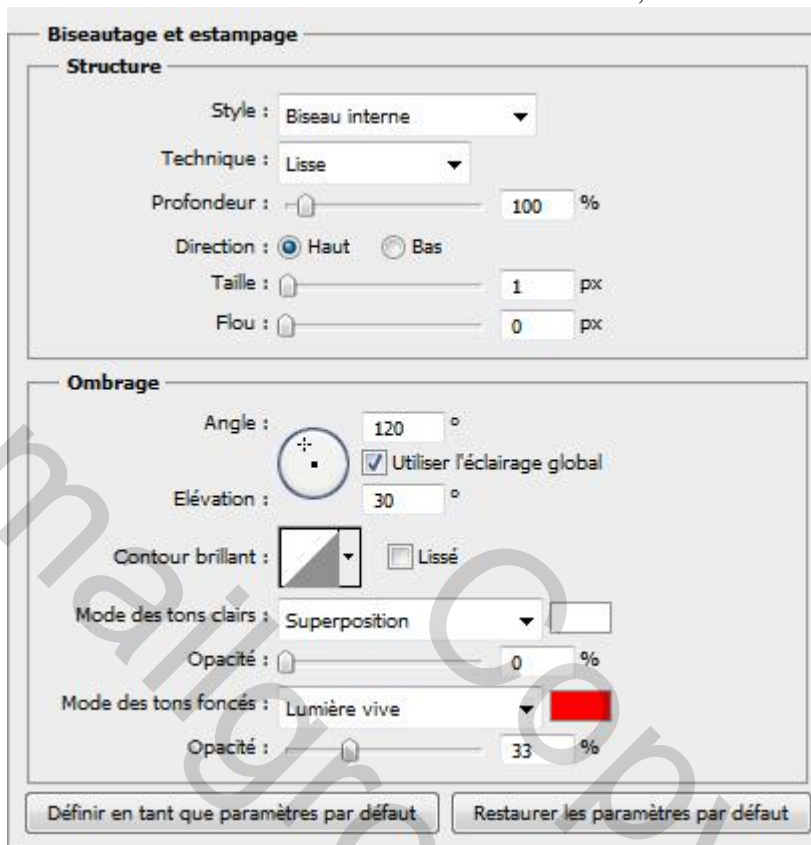 Biseautage et estampage
Structure
Style : Biseau interne
Technique : Lisse
Profondeur : 100 %
Direction : Haut Bas
Taille : 1 px
Flou : 0 px
Ombrage
Angle : 120 °
Utiliser l'éclairage global
Elévation : 30 °
Contour brillant : Lissé
Mode des tons clairs : Superposition
Opacité : 0 %
Mode des tons foncés : Lumière vive
Opacité : 33 %
Définir en tant que paramètres par défaut Restaurer les paramètres par défaut